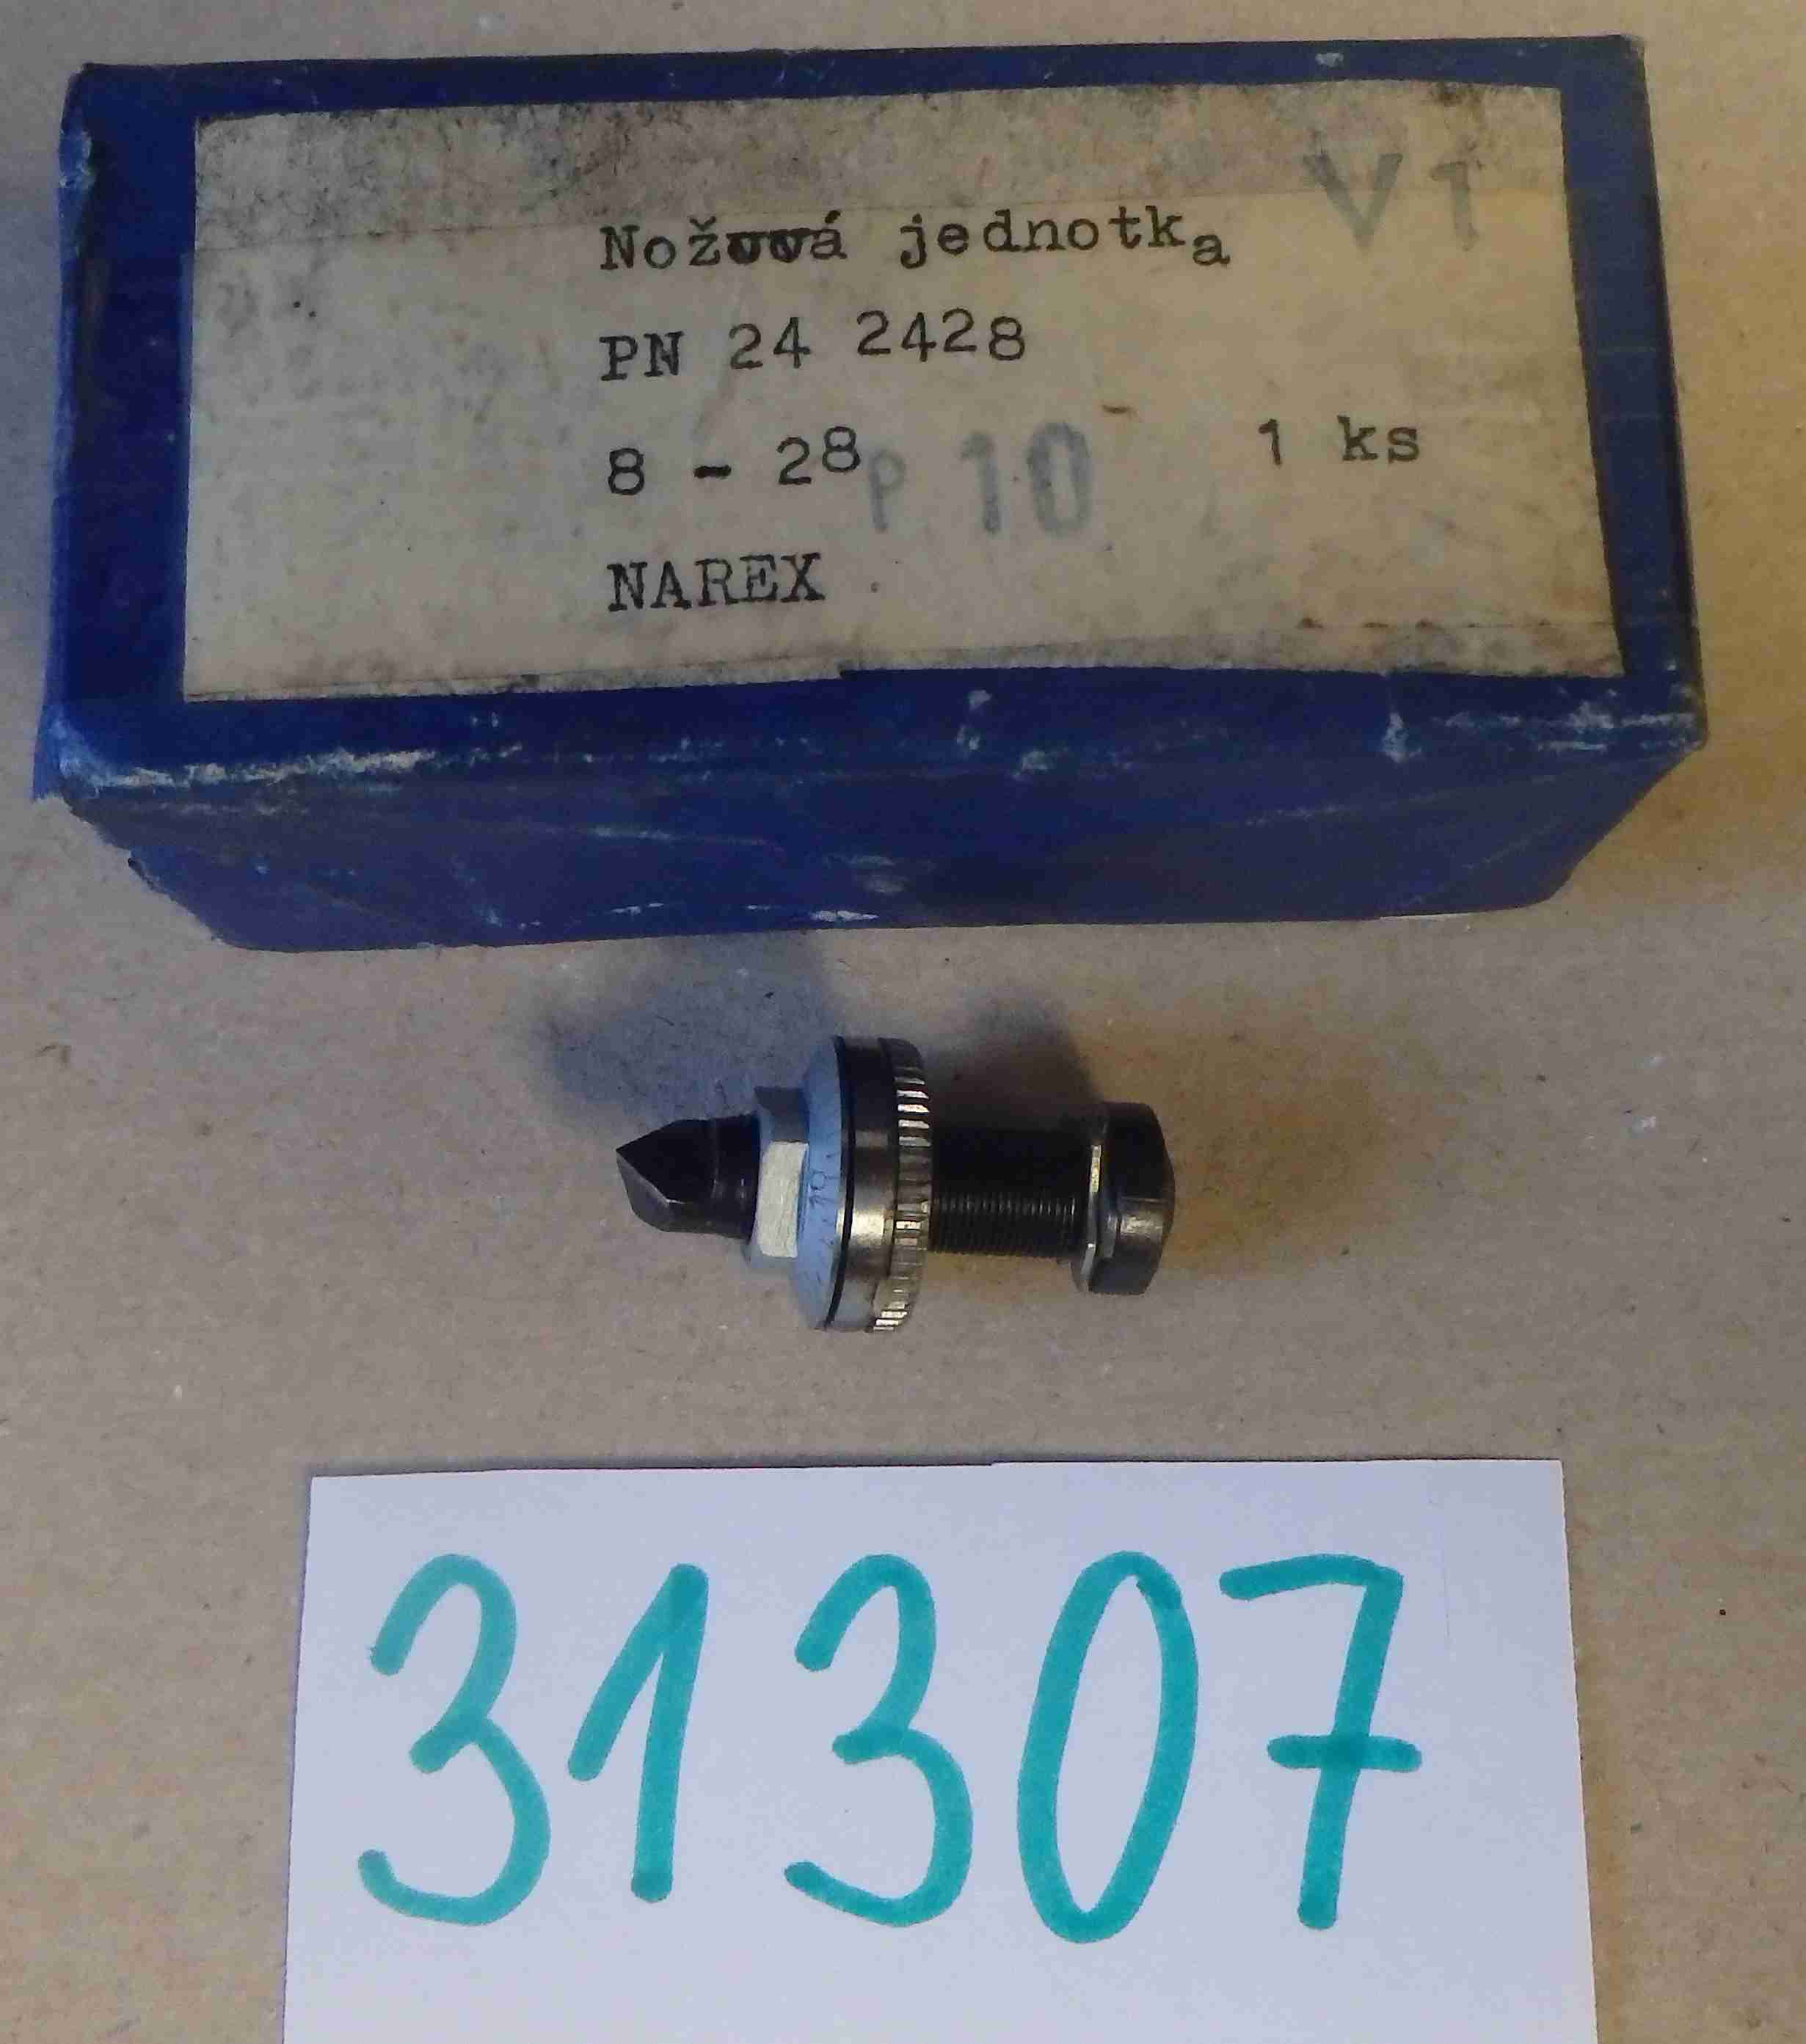 V1
Nožová jednotka
PN 24 2428
8 - 28 P 10 1 ks
NAREX
31307